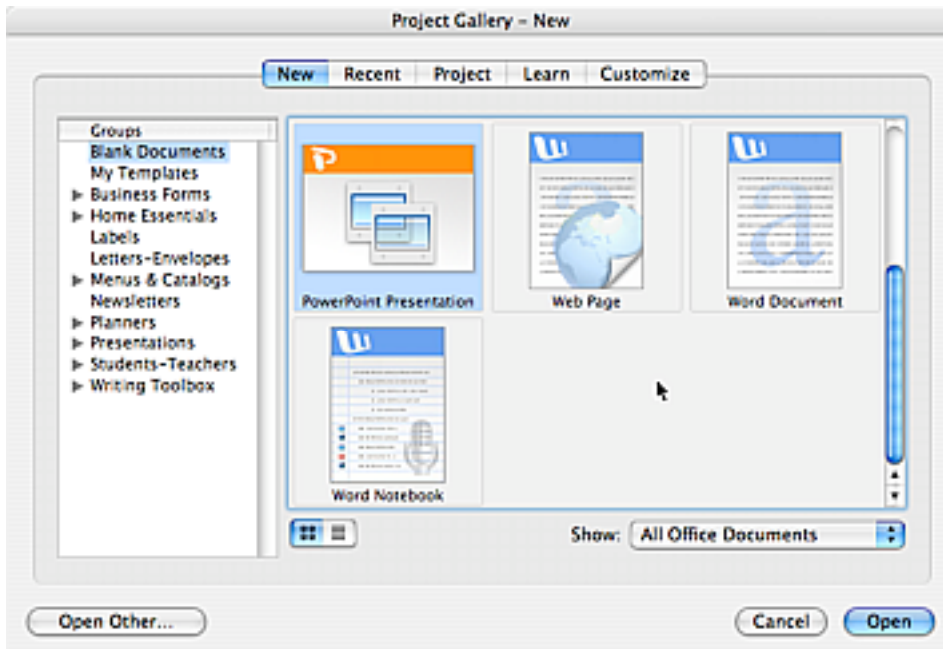 Project Gallery – New
New Recent Project Learn Customize
Groups
Blank Documents
My Templates
Business Forms
Home Essentials
Labels
Letters-Envelopes
Menus & Catalogs
Newsletters
Planners
Presentations
Students-Teachers
Writing Toolbox
PowerPoint Presentation
Web Page
Word Document
Word Notebook
Show: All Office Documents
Open Other...
Cancel
Open